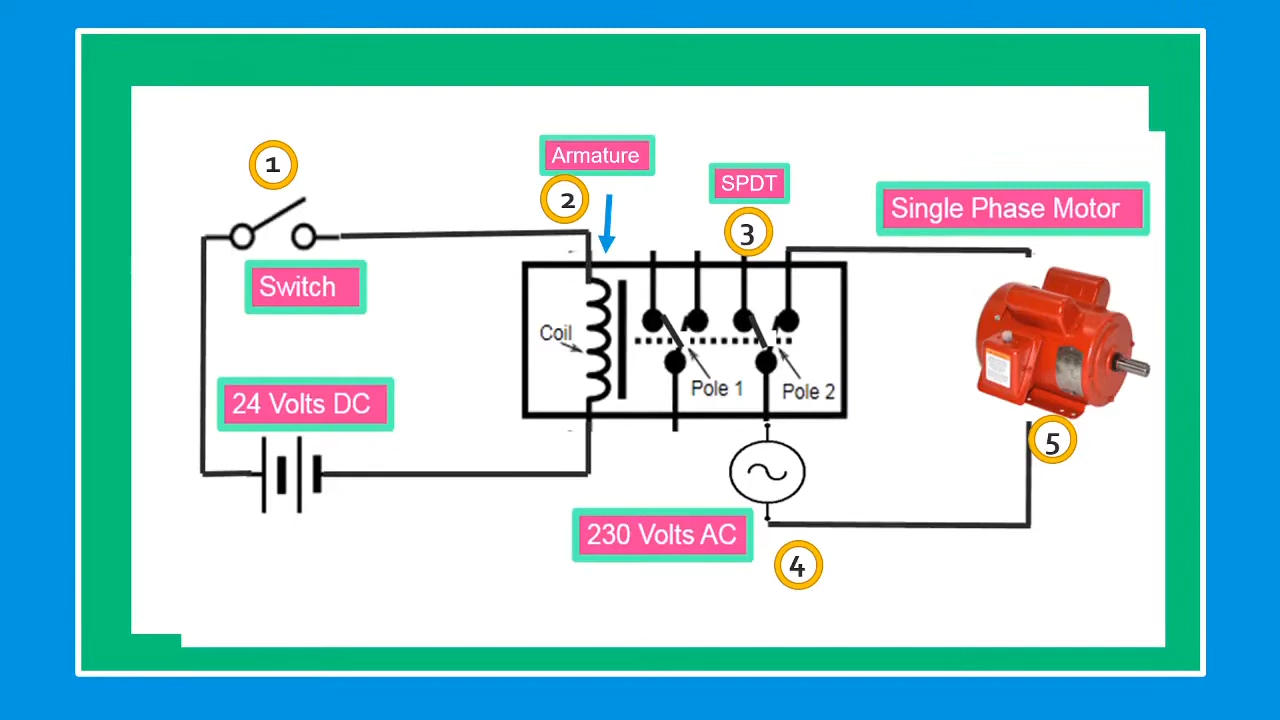 1
Armature
2
SPDT
3
Single Phase Motor
Switch
Coil
24 Volts DC
Pole 1
Pole 2
5
230 Volts AC
4